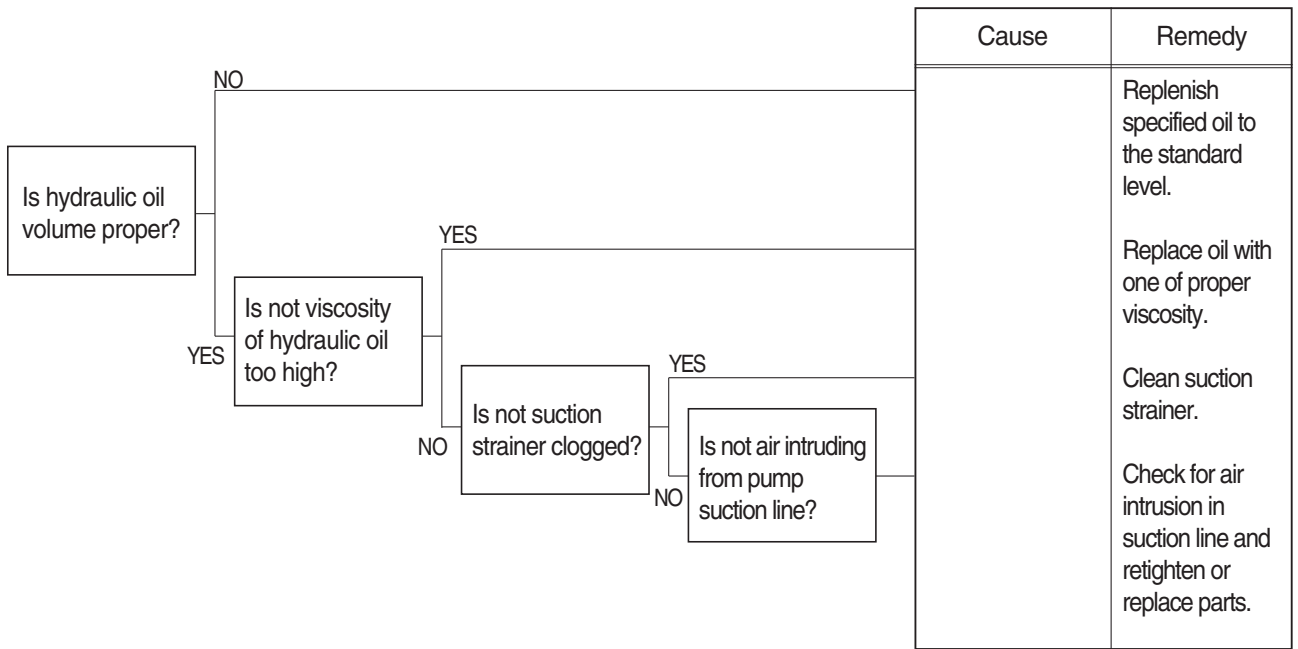 Cause
Remedy
NO
Is hydraulic oil
volume proper?
YES
Is not viscosity
of hydraulic oil
too high?
YES
NO
Is not suction
strainer clogged?
YES
NO
Is not air intruding
from pump
suction line?
Replenish
specified oil to
the standard
level.
Replace oil with
one of proper
viscosity.
Clean suction
strainer.
Check for air
intrusion in
suction line and
retighten or
replace parts.